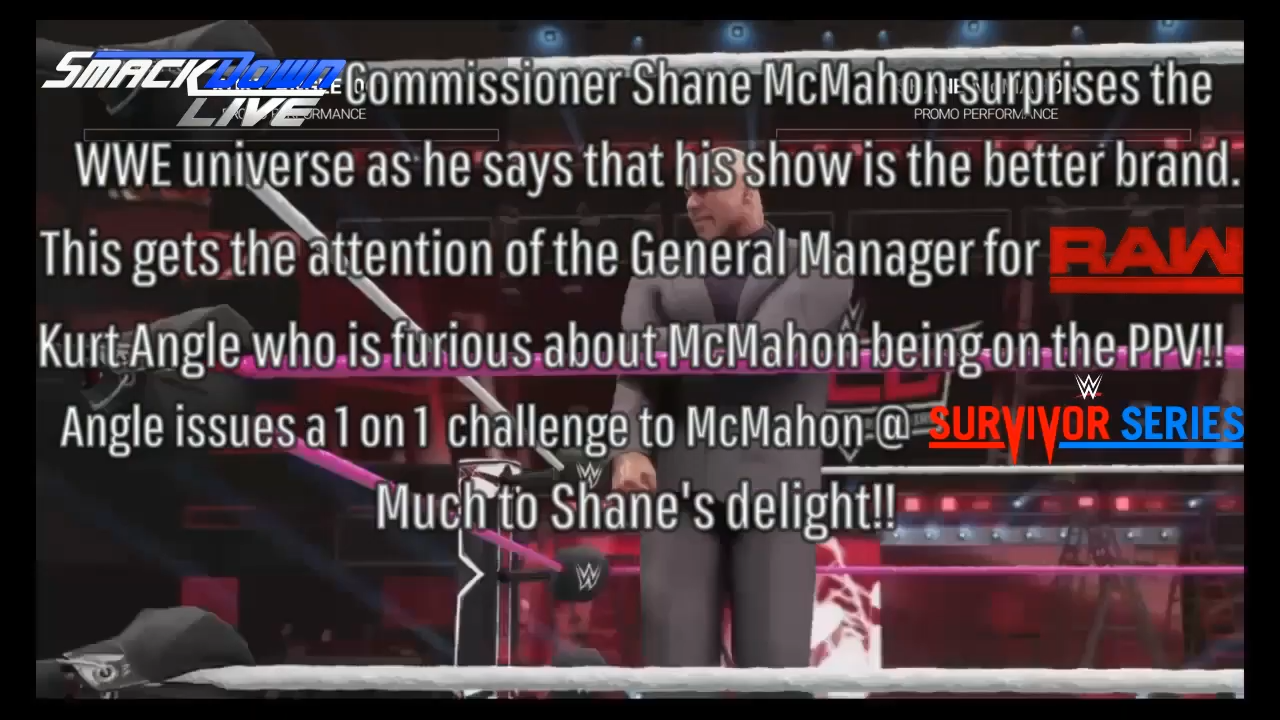 SMACKDOWN LIVE Commissioner Shane McMahon surprises the
PROMO PERFORMANCE
WWE universe as he says that his show is the better brand.
This gets the attention of the General Manager for RAW
Kurt Angle who is furious about McMahon being on the PPV!!
Angle issues a 1 on 1 challenge to McMahon @ SURVIVOR SERIES
Much to Shane's delight!!